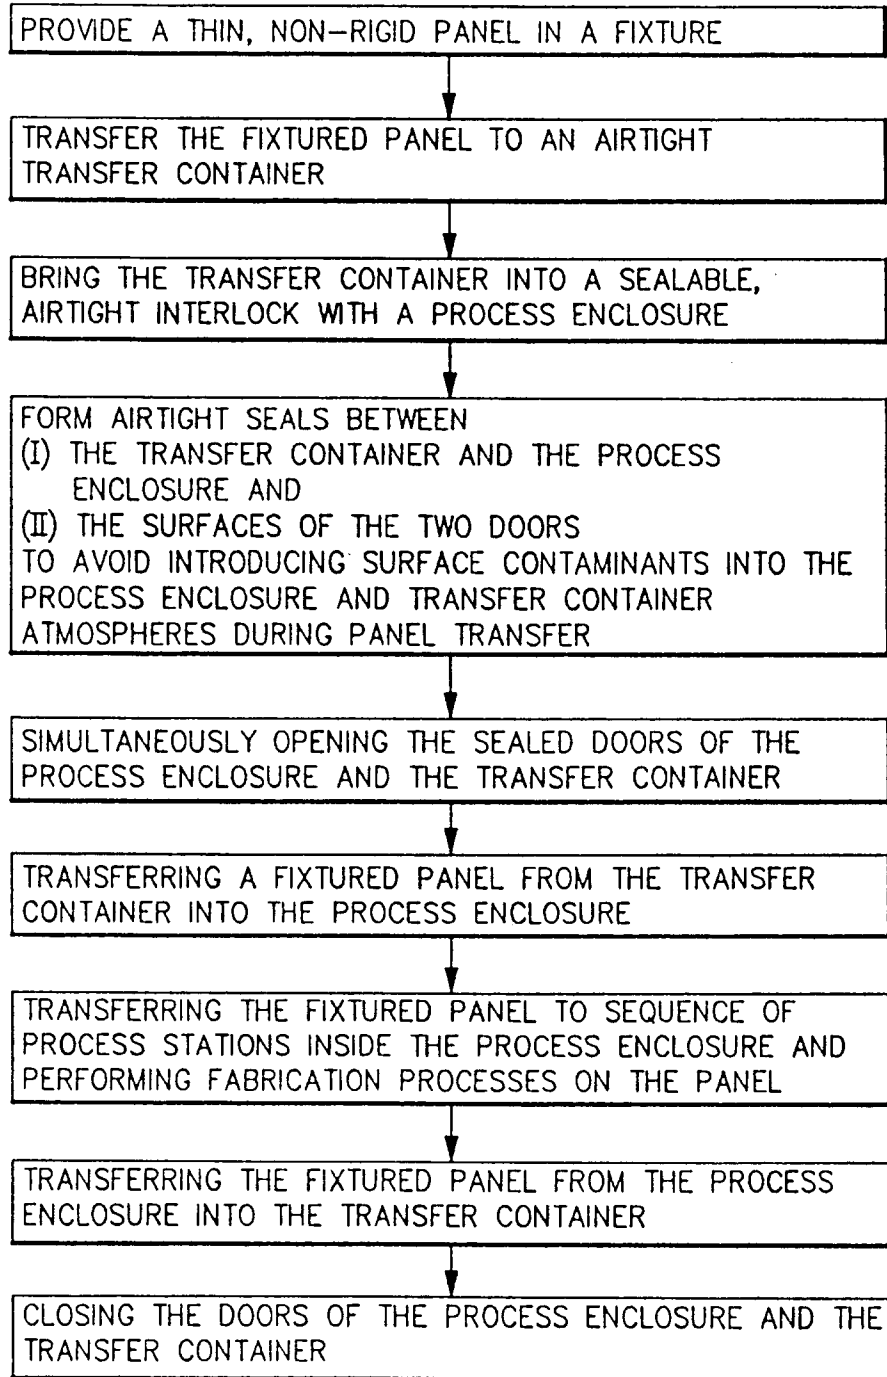 PROVIDE A THIN, NON-RIGID PANEL IN A FIXTURE
TRANSFER THE FIXTURED PANEL TO AN AIRTIGHT
TRANSFER CONTAINER
BRING THE TRANSFER CONTAINER INTO A SEALABLE,
AIRTIGHT INTERLOCK WITH A PROCESS ENCLOSURE
FORM AIRTIGHT SEALS BETWEEN
(I) THE TRANSFER CONTAINER AND THE PROCESS
ENCLOSURE AND
(II) THE SURFACES OF THE TWO DOORS
TO AVOID INTRODUCING SURFACE CONTAMINANTS INTO THE
PROCESS ENCLOSURE AND TRANSFER CONTAINER
ATMOSPHERES DURING PANEL TRANSFER
SIMULTANEOUSLY OPENING THE SEALED DOORS OF THE
PROCESS ENCLOSURE AND THE TRANSFER CONTAINER
TRANSFERRING A FIXTURED PANEL FROM THE TRANSFER
CONTAINER INTO THE PROCESS ENCLOSURE
TRANSFERRING THE FIXTURED PANEL TO SEQUENCE OF
PROCESS STATIONS INSIDE THE PROCESS ENCLOSURE AND
PERFORMING FABRICATION PROCESSES ON THE PANEL
TRANSFERRING THE FIXTURED PANEL FROM THE PROCESS
ENCLOSURE INTO THE TRANSFER CONTAINER
CLOSING THE DOORS OF THE PROCESS ENCLOSURE AND THE
TRANSFER CONTAINER